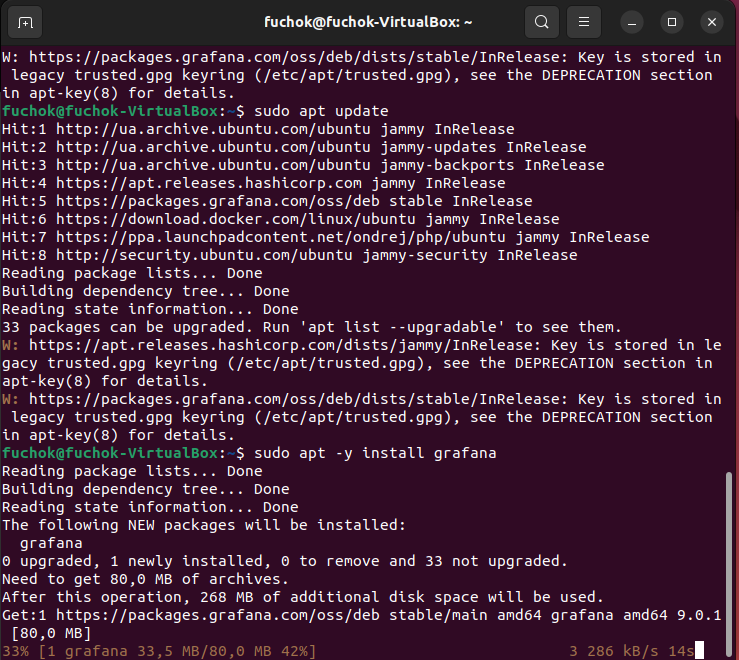 fuchok@fuchok-VirtualBox: ~
W: https://packages.grafana.com/oss/deb/dists/stable/InRelease: Key is stored in
 legacy trusted.gpg keyring (/etc/apt/trusted.gpg), see the DEPRECATION section
in apt-key(8) for details.
fuchok@fuchok-VirtualBox:~$ sudo apt update
Hit:1 http://ua.archive.ubuntu.com/ubuntu jammy InRelease
Hit:2 http://ua.archive.ubuntu.com/ubuntu jammy-updates InRelease
Hit:3 http://ua.archive.ubuntu.com/ubuntu jammy-backports InRelease
Hit:4 https://apt.releases.hashicorp.com jammy InRelease
Hit:5 https://packages.grafana.com/oss/deb stable InRelease
Hit:6 https://download.docker.com/linux/ubuntu jammy InRelease
Hit:7 https://ppa.launchpadcontent.net/ondrej/php/ubuntu jammy InRelease
Hit:8 http://security.ubuntu.com/ubuntu jammy-security InRelease
Reading package lists... Done
Building dependency tree... Done
Reading state information... Done
33 packages can be upgraded. Run 'apt list --upgradable' to see them.
W: https://apt.releases.hashicorp.com/dists/jammy/InRelease: Key is stored in le
gacy trusted.gpg keyring (/etc/apt/trusted.gpg), see the DEPRECATION section in
apt-key(8) for details.
W: https://packages.grafana.com/oss/deb/dists/stable/InRelease: Key is stored in
 legacy trusted.gpg keyring (/etc/apt/trusted.gpg), see the DEPRECATION section
in apt-key(8) for details.
fuchok@fuchok-VirtualBox:~$ sudo apt -y install grafana
Reading package lists... Done
Building dependency tree... Done
Reading state information... Done
The following NEW packages will be installed:
  grafana
0 upgraded, 1 newly installed, 0 to remove and 33 not upgraded.
Need to get 80,0 MB of archives.
After this operation, 268 MB of additional disk space will be used.
Get:1 https://packages.grafana.com/oss/deb stable/main amd64 grafana amd64 9.0.1
 [80,0 MB]
33% [1 grafana 33,5 MB/80,0 MB 42%] 3 286 kB/s 14s